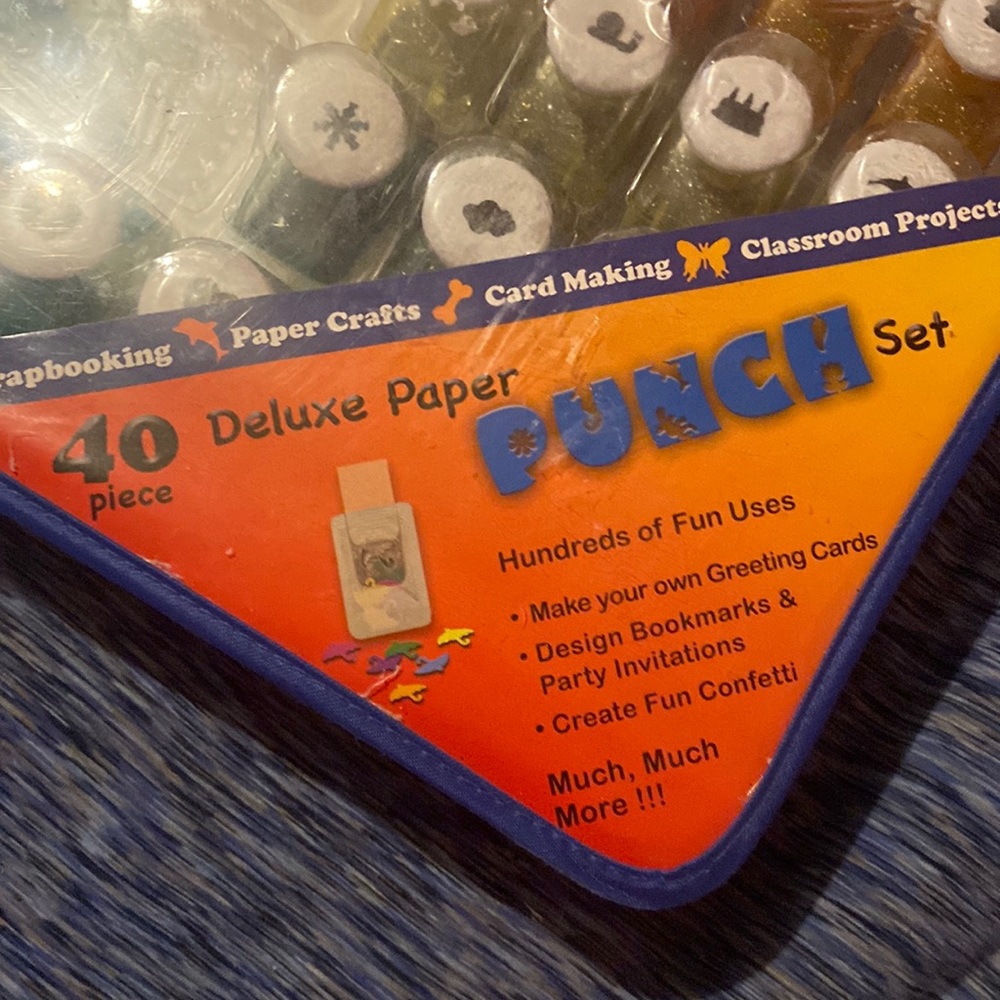 Paper Crafts Card Making Classroom Projects
40 piece Deluxe Paper PUNCH Set
Hundreds of Fun Uses
• Make your own Greeting Cards
• Design Bookmarks &
Party Invitations
• Create Fun Confetti
Much, Much
More !!!